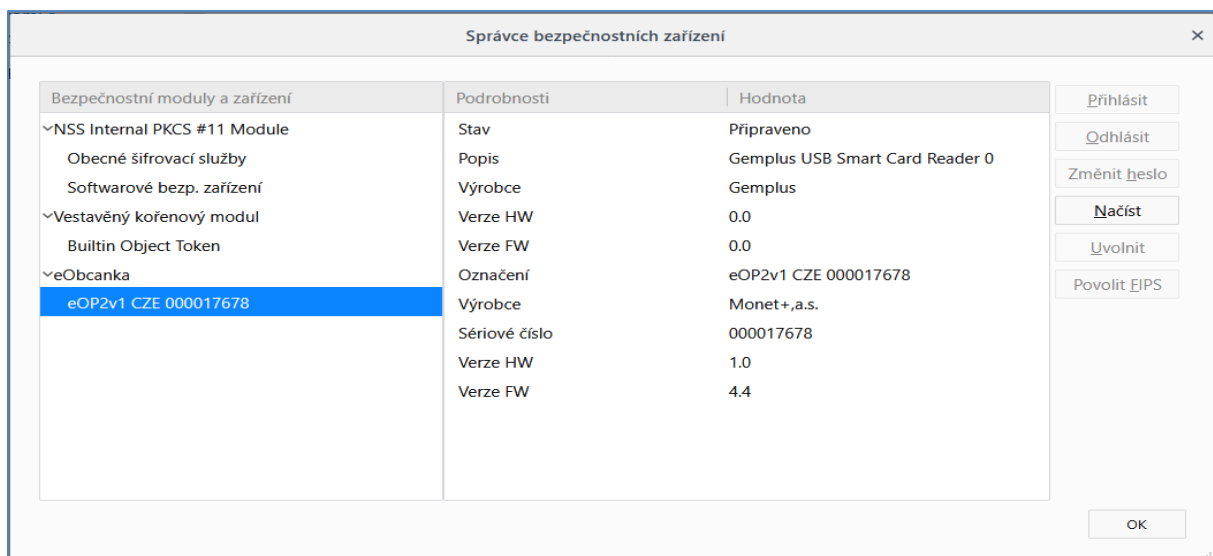 Správce bezpečnostních zařízení
Bezpečnostní moduly a zařízení
NSS Internal PKCS #11 Module
Obecné šifrovací služby
Softwarové bezp. zařízení
Vestavěný kořenový modul
Builtin Object Token
eObcanka
eOP2v1 CZE 000017678
Podrobnosti Hodnota
Stav Připraveno
Popis Gemplus USB Smart Card Reader 0
Výrobce Gemplus
Verze HW 0.0
Verze FW 0.0
Označení eOP2v1 CZE 000017678
Výrobce Monet+,a.s.
Sériové číslo 000017678
Verze HW 1.0
Verze FW 4.4
Přihlásit
Odhlásit
Změnit heslo
Načíst
Uvolnit
Povolit FIPS
OK